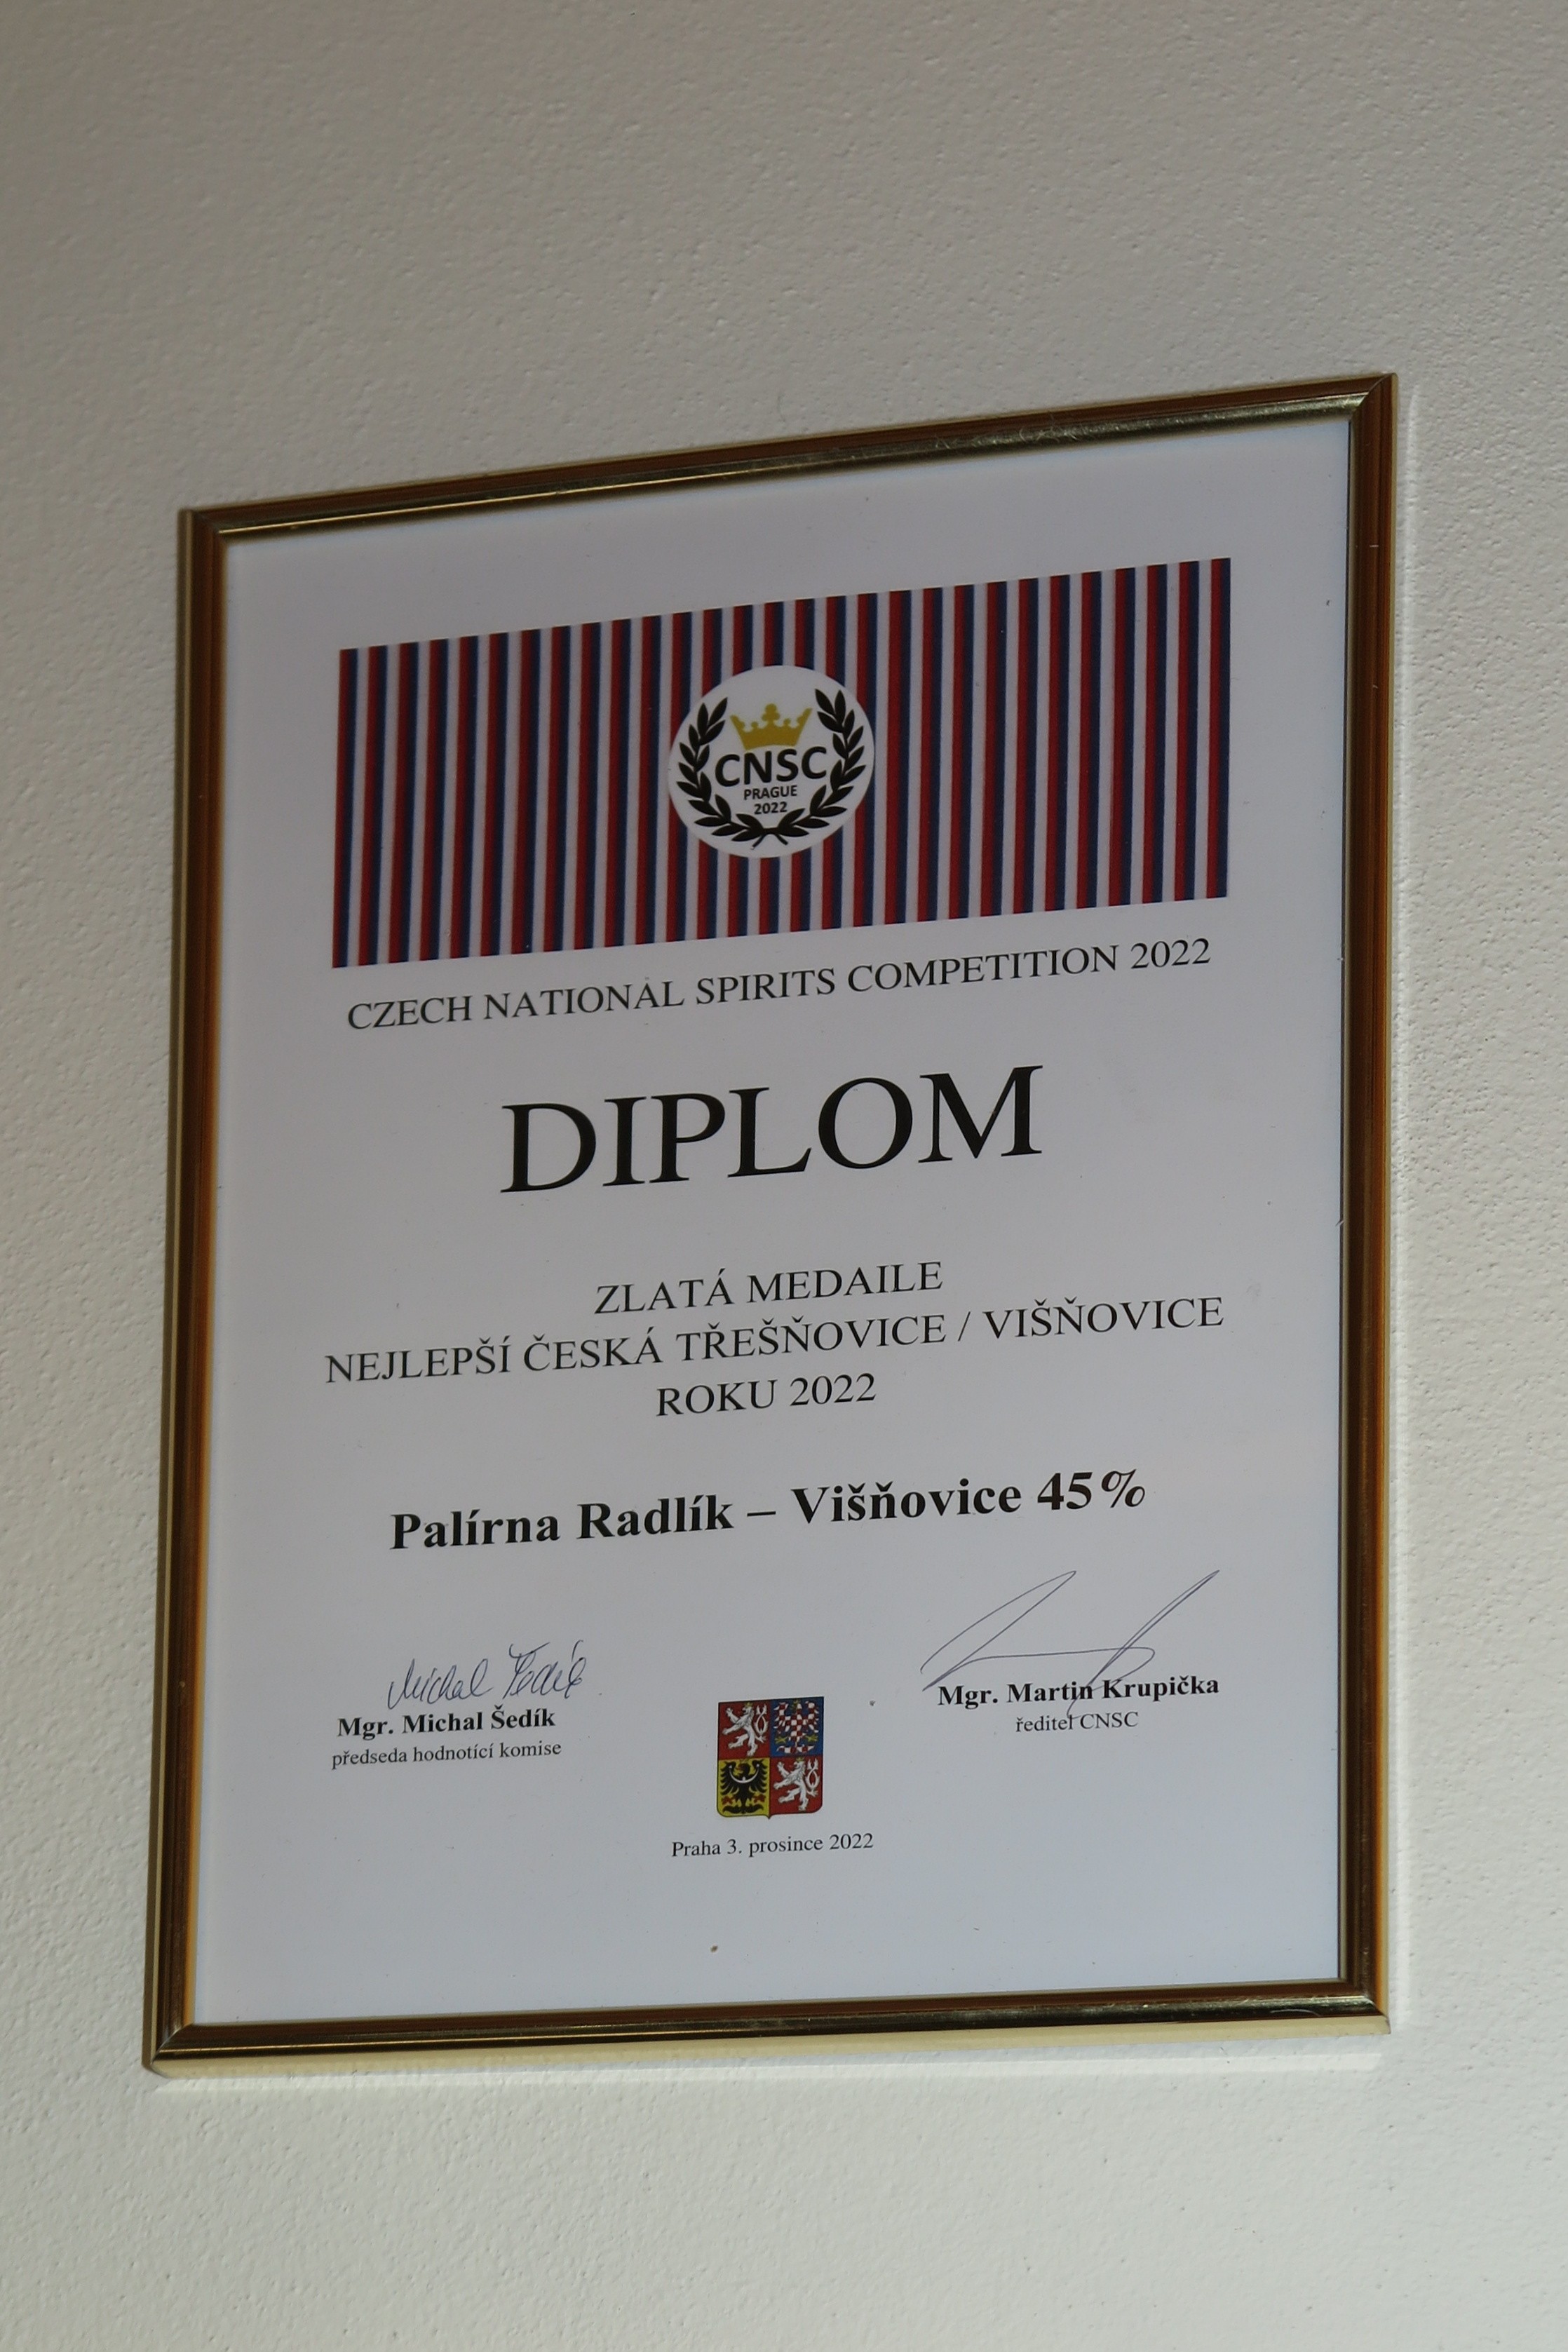 CNSC
PRAGUE
2022
CZECH NATIONAL SPIRITS COMPETITION 2022
DIPLOM
ZLATÁ MEDAILE
NEJLEPŠÍ ČESKÁ TŘEŠŇOVICE / VIŠŇOVICE
ROKU 2022
Palírna Radlík – Višňovice 45%
Michal Šedík
Mgr. Michal Šedík
předseda hodnotící komise
Mgr. Martin Krupička
ředitel CNSC
Praha 3. prosince 2022